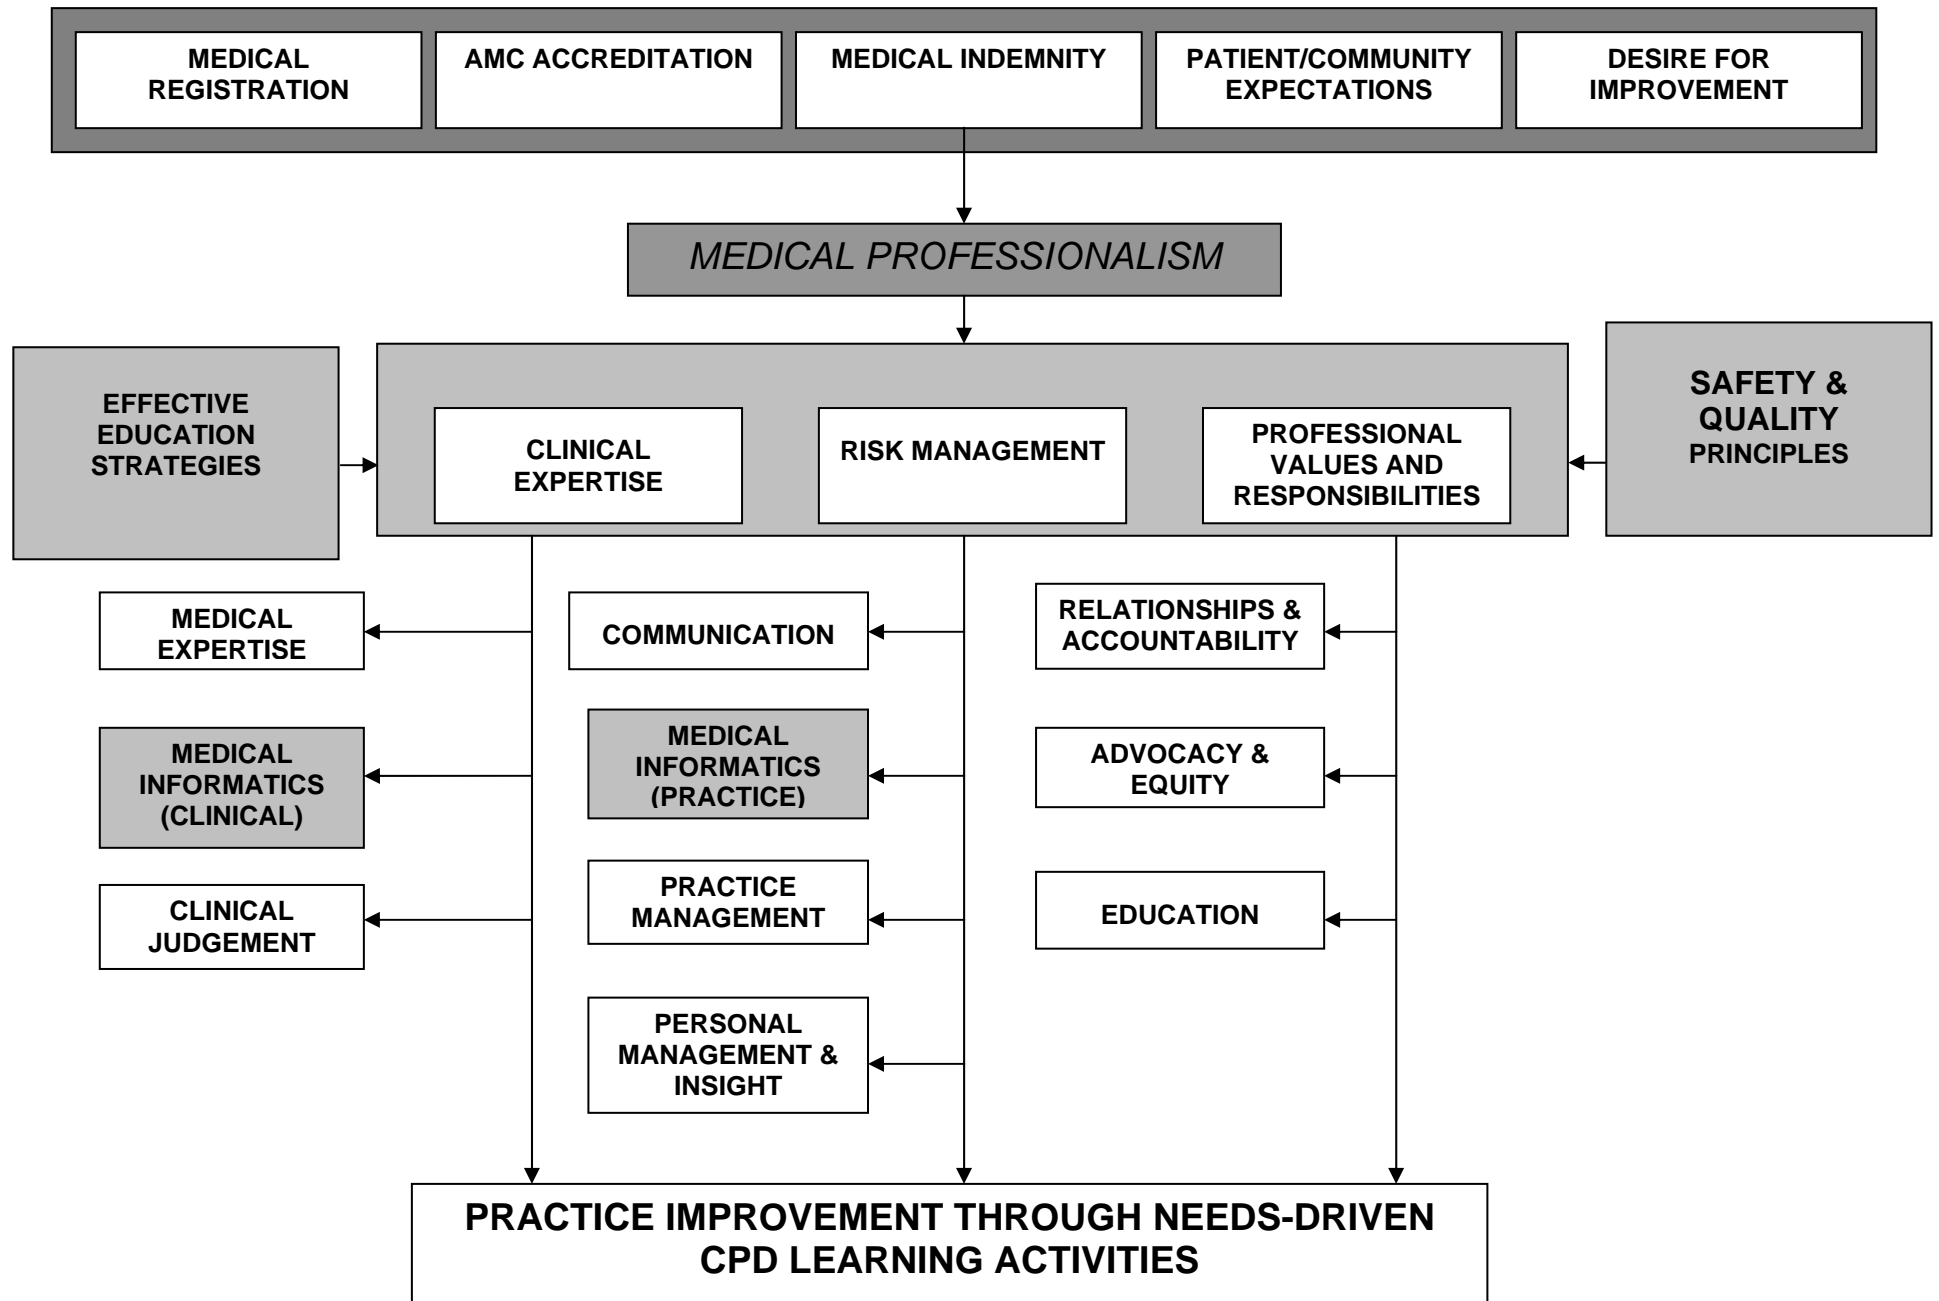 MEDICAL
REGISTRATION
AMC ACCREDITATION
MEDICAL INDEMNITY
PATIENT/COMMUNITY
EXPECTATIONS
DESIRE FOR
IMPROVEMENT
MEDICAL PROFESSIONALISM
EFFECTIVE
EDUCATION
STRATEGIES
CLINICAL
EXPERTISE
RISK MANAGEMENT
PROFESSIONAL
VALUES AND
RESPONSIBILITIES
SAFETY &
QUALITY
PRINCIPLES
MEDICAL
EXPERTISE
COMMUNICATION
RELATIONSHIPS &
ACCOUNTABILITY
MEDICAL
INFORMATICS
(CLINICAL)
MEDICAL
INFORMATICS
(PRACTICE)
ADVOCACY &
EQUITY
CLINICAL
JUDGEMENT
PRACTICE
MANAGEMENT
EDUCATION
PERSONAL
MANAGEMENT &
INSIGHT
PRACTICE IMPROVEMENT THROUGH NEEDS-DRIVEN
CPD LEARNING ACTIVITIES